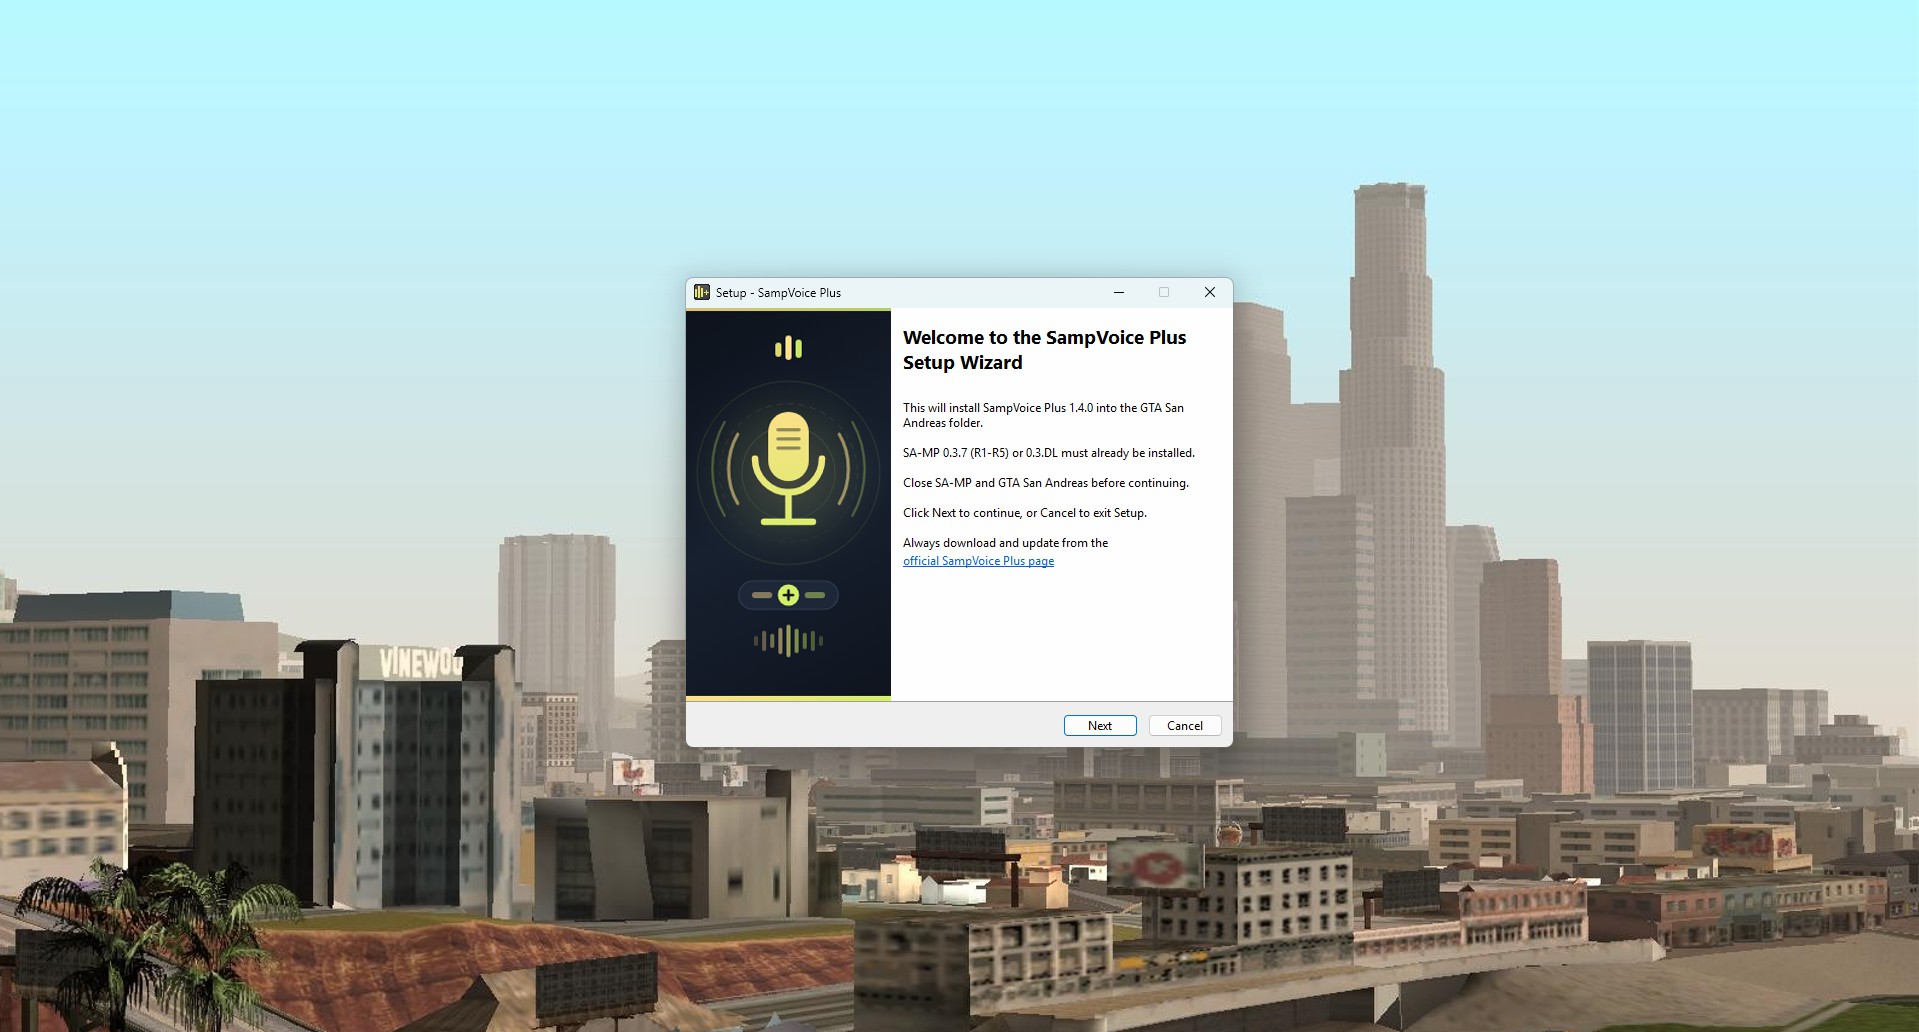 Setup - SampVoice Plus
Welcome to the SampVoice Plus
Setup Wizard
This will install SampVoice Plus 1.4.0 into the GTA San
Andreas folder.
SA-MP 0.3.7 (R1-R5) or 0.3.DL must already be installed.
Close SA-MP and GTA San Andreas before continuing.
Click Next to continue, or Cancel to exit Setup.
Always download and update from the
official SampVoice Plus page
VINEWOO
Next
Cancel